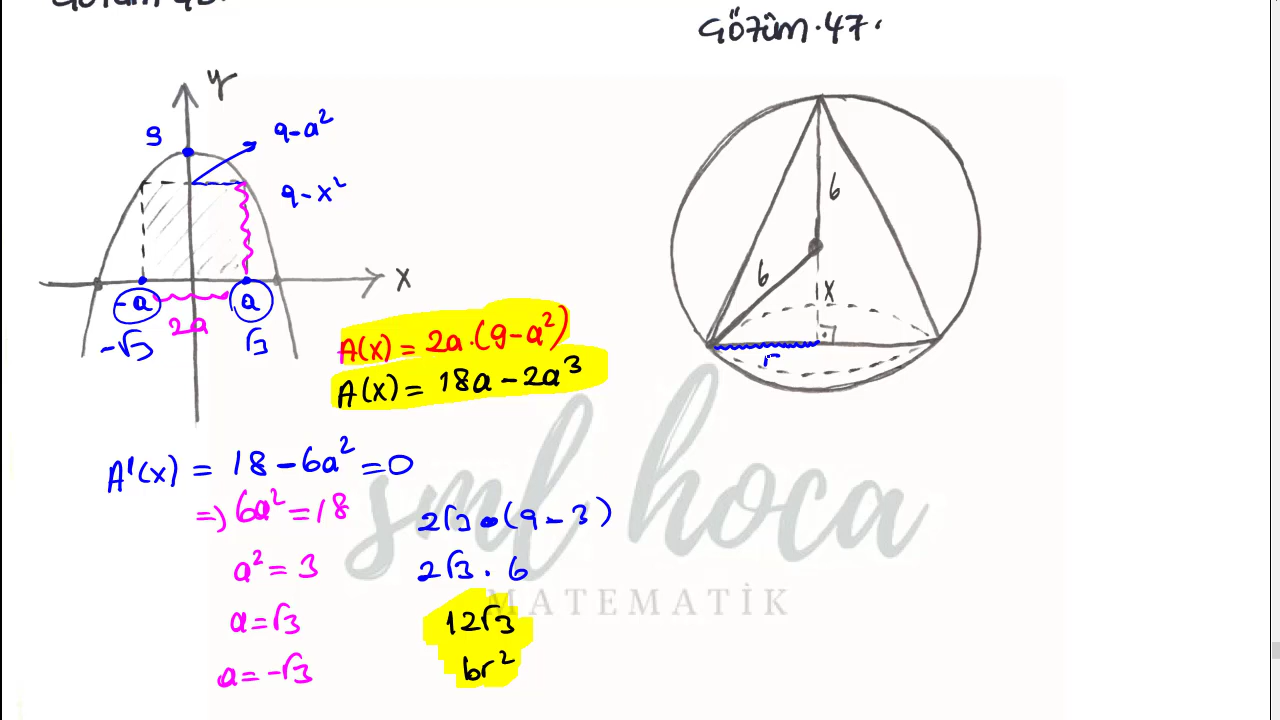 Çözüm.47.
y
9
9-a²
9-x²
x
-a
a
2a
-√3
√3
A(x) = 2a.(9-a²)
A(x) = 18a-2a³
A'(x) = 18-6a²=0
=> 6a²=18
a²=3
a=√3
a=-√3
2√3.(9-3)
2√3.6
12√3
br²
6
6
x
r
sml hoca
MATEMATİK